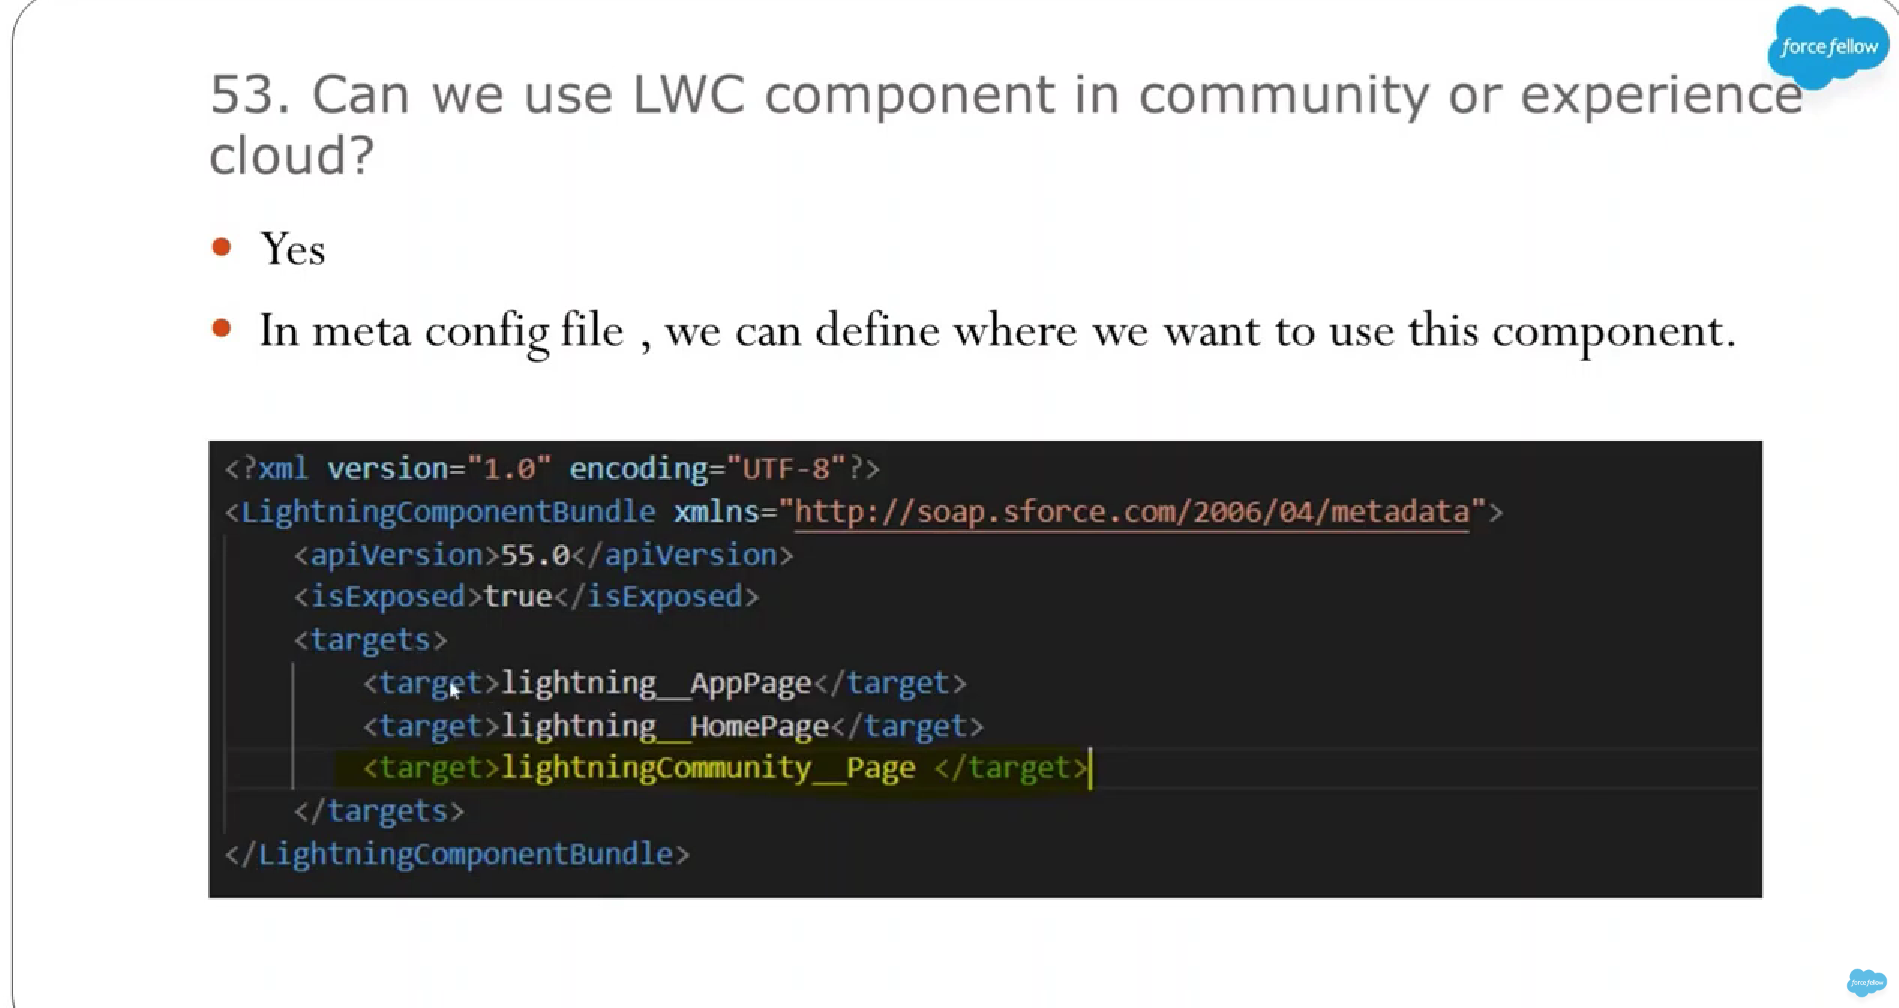 force fellow
53. Can we use LWC component in community or experience
cloud?
• Yes
• In meta config file , we can define where we want to use this component.
<?xml version="1.0" encoding="UTF-8"?>
<LightningComponentBundle xmlns="http://soap.sforce.com/2006/04/metadata">
<apiVersion>55.0</apiVersion>
<isExposed>true</isExposed>
<targets>
<target>lightning__AppPage</target>
<target>lightning__HomePage</target>
<target>lightningCommunity__Page </target>
</targets>
</LightningComponentBundle>
force fellow